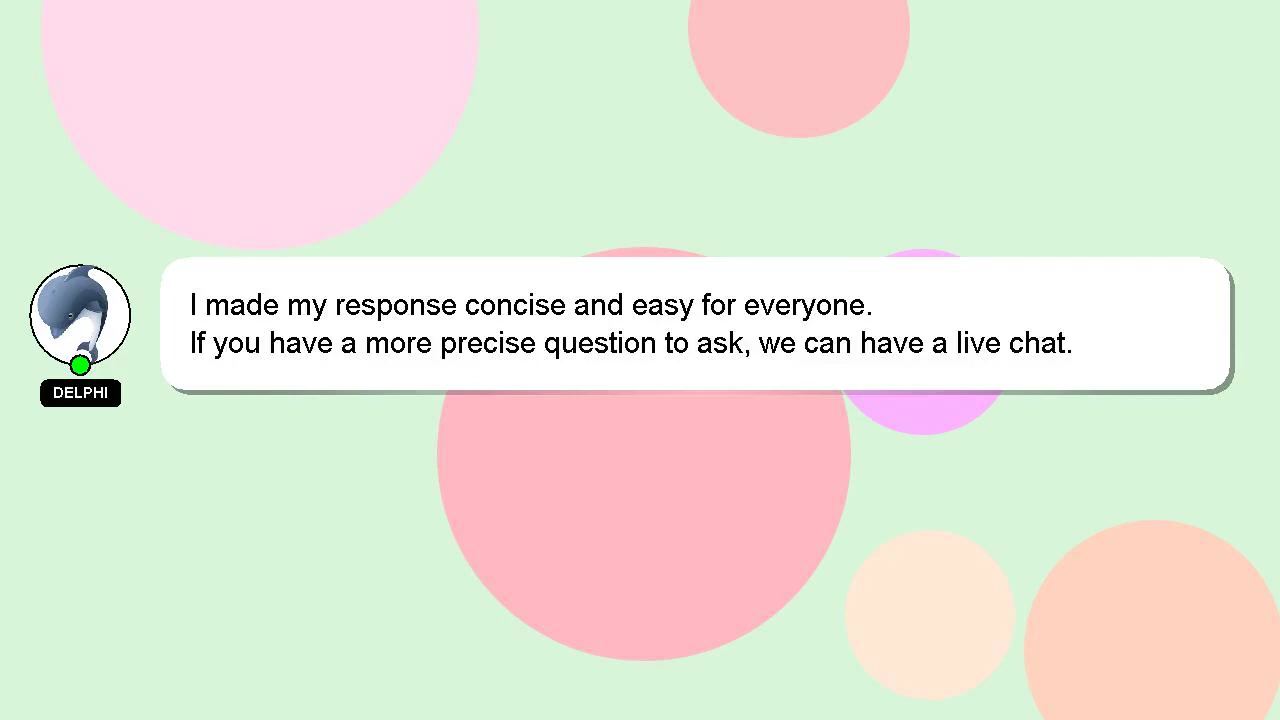 I made my response concise and easy for everyone.
If you have a more precise question to ask, we can have a live chat.
DELPHI